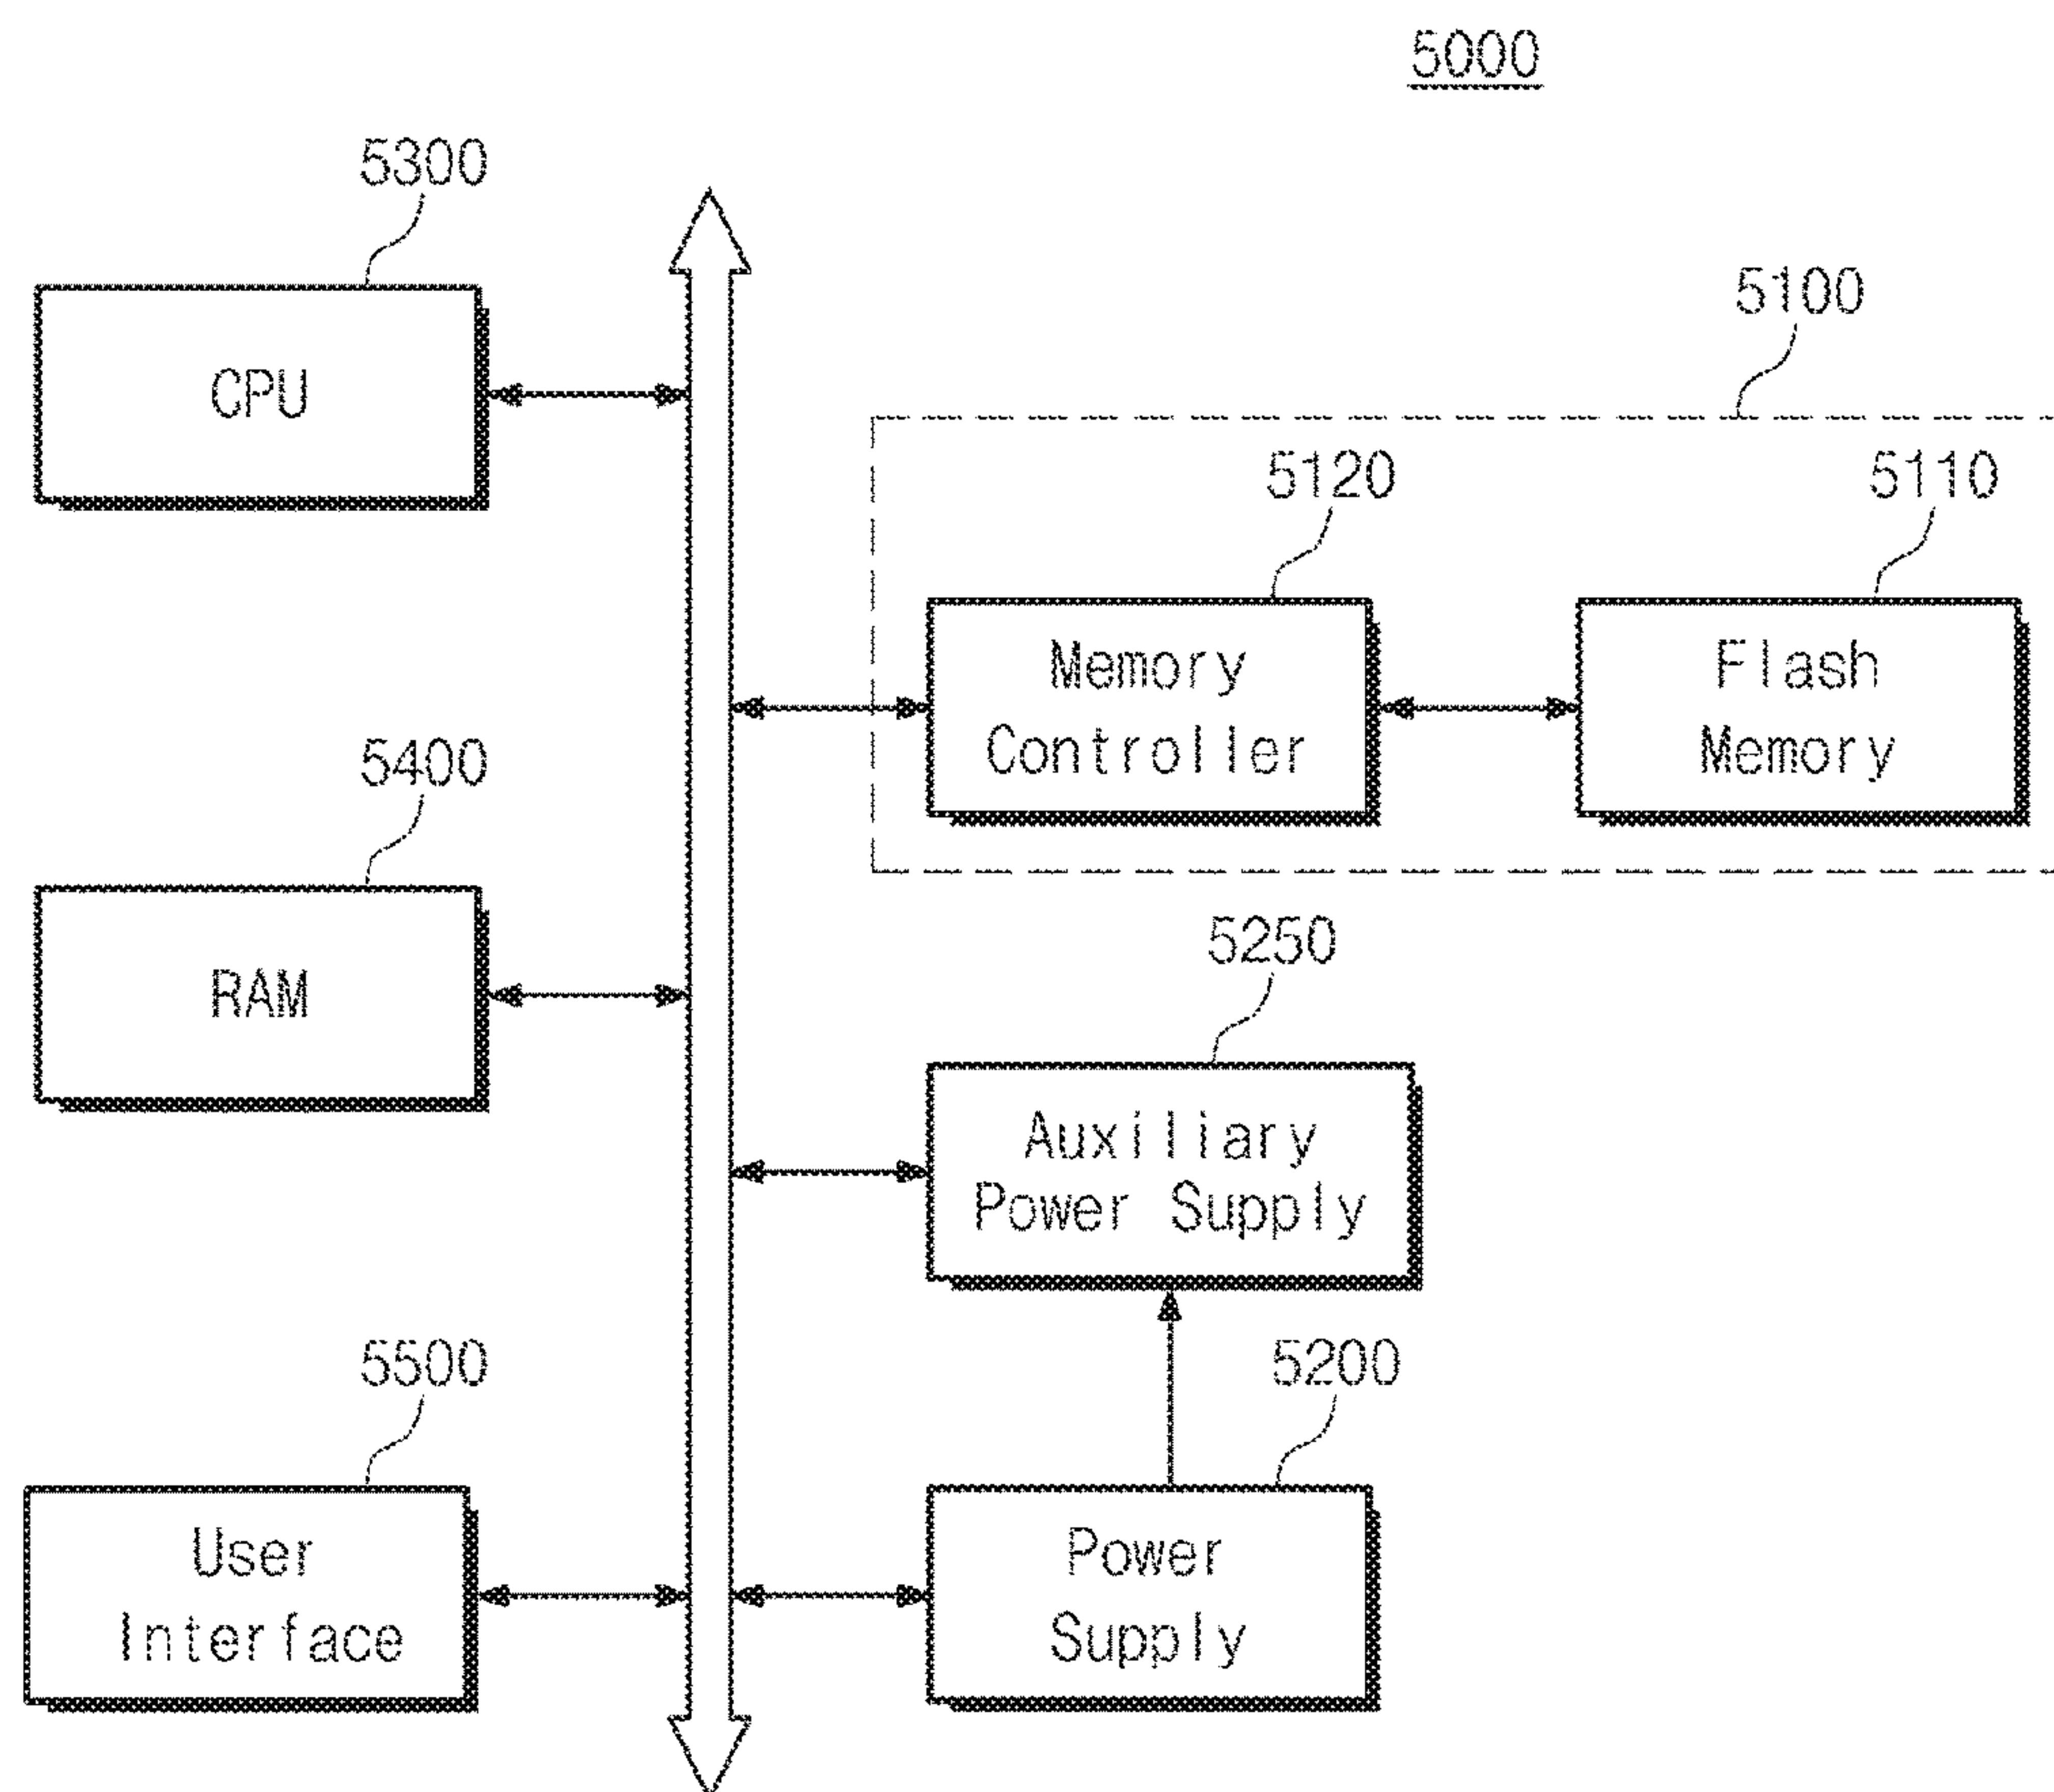 5000
5300
CPU
5100
5120
5110
Memory
Controller
Flash
Memory
5400
RAM
5250
Auxiliary
Power Supply
5500
User
Interface
5200
Power
Supply